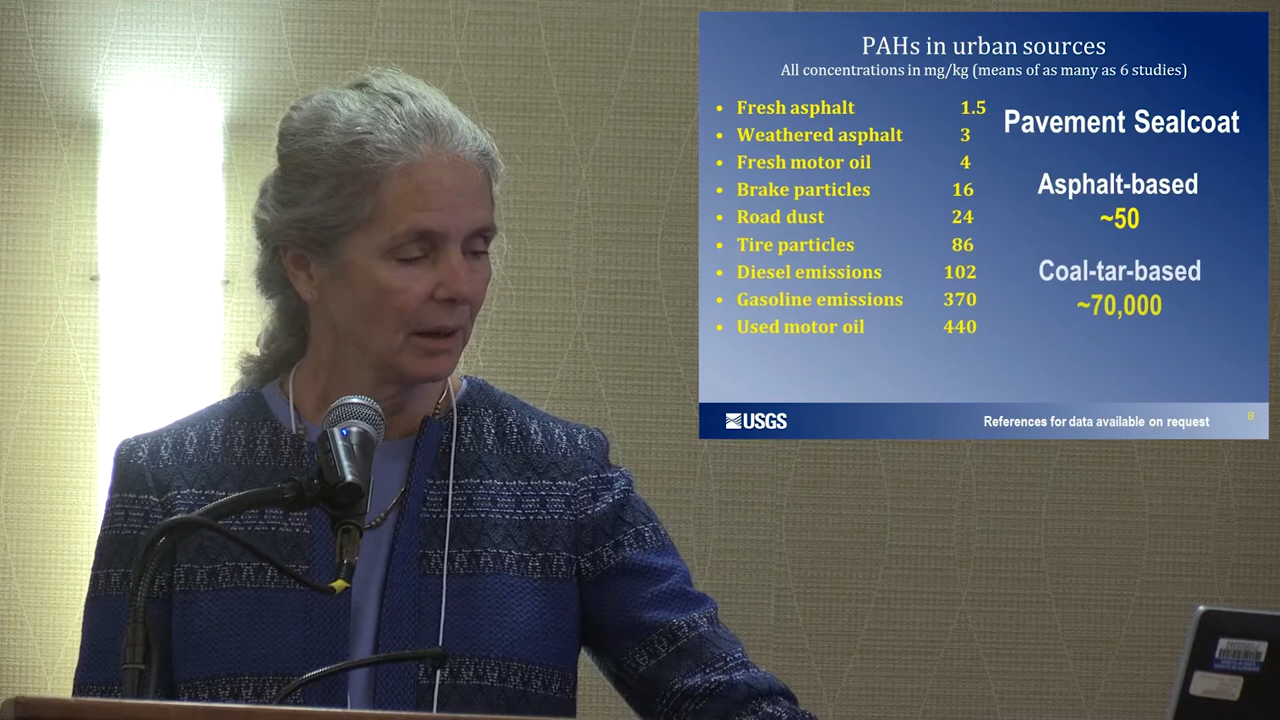 PAHs in urban sources
All concentrations in mg/kg (means of as many as 6 studies)
• Fresh asphalt 1.5
• Weathered asphalt 3
• Fresh motor oil 4
• Brake particles 16
• Road dust 24
• Tire particles 86
• Diesel emissions 102
• Gasoline emissions 370
• Used motor oil 440
Pavement Sealcoat
Asphalt-based
~50
Coal-tar-based
~70,000
USGS
References for data available on request
8